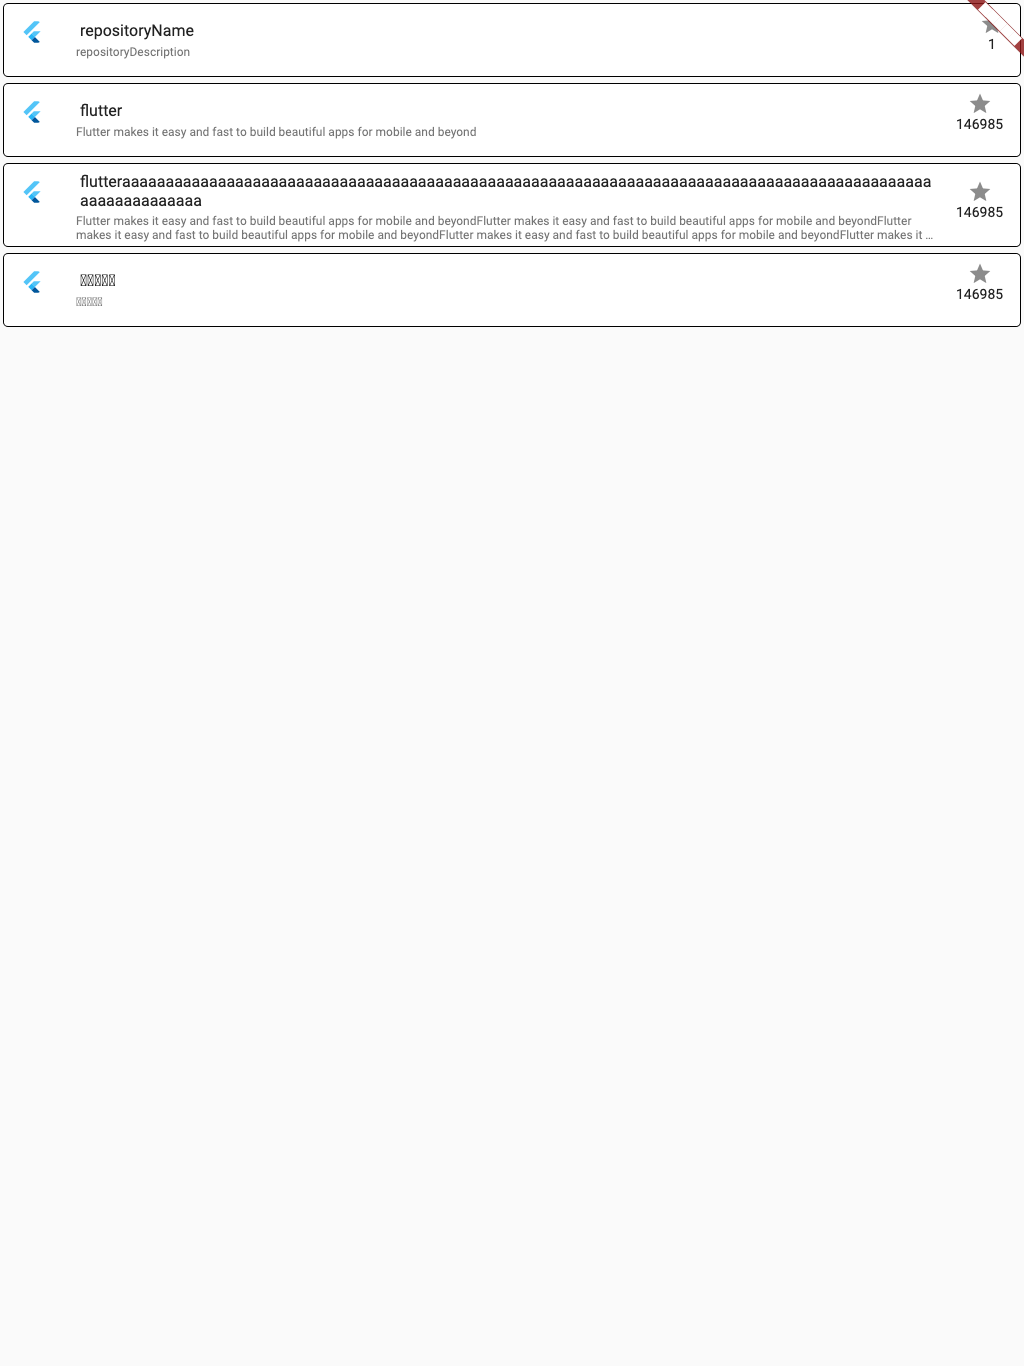 repositoryName
repositoryDescription
1
flutter
Flutter makes it easy and fast to build beautiful apps for mobile and beyond
146985
flutteraaaaaaaaaaaaaaaaaaaaaaaaaaaaaaaaaaaaaaaaaaaaaaaaaaaaaaaaaaaaaaaaaaaaaaaaaaaaaaaaaaaaaaaaaaaaa
aaaaaaaaaaaaaa
Flutter makes it easy and fast to build beautiful apps for mobile and beyondFlutter makes it easy and fast to build beautiful apps for mobile and beyondFlutter
makes it easy and fast to build beautiful apps for mobile and beyondFlutter makes it easy and fast to build beautiful apps for mobile and beyondFlutter makes it …
146985
146985